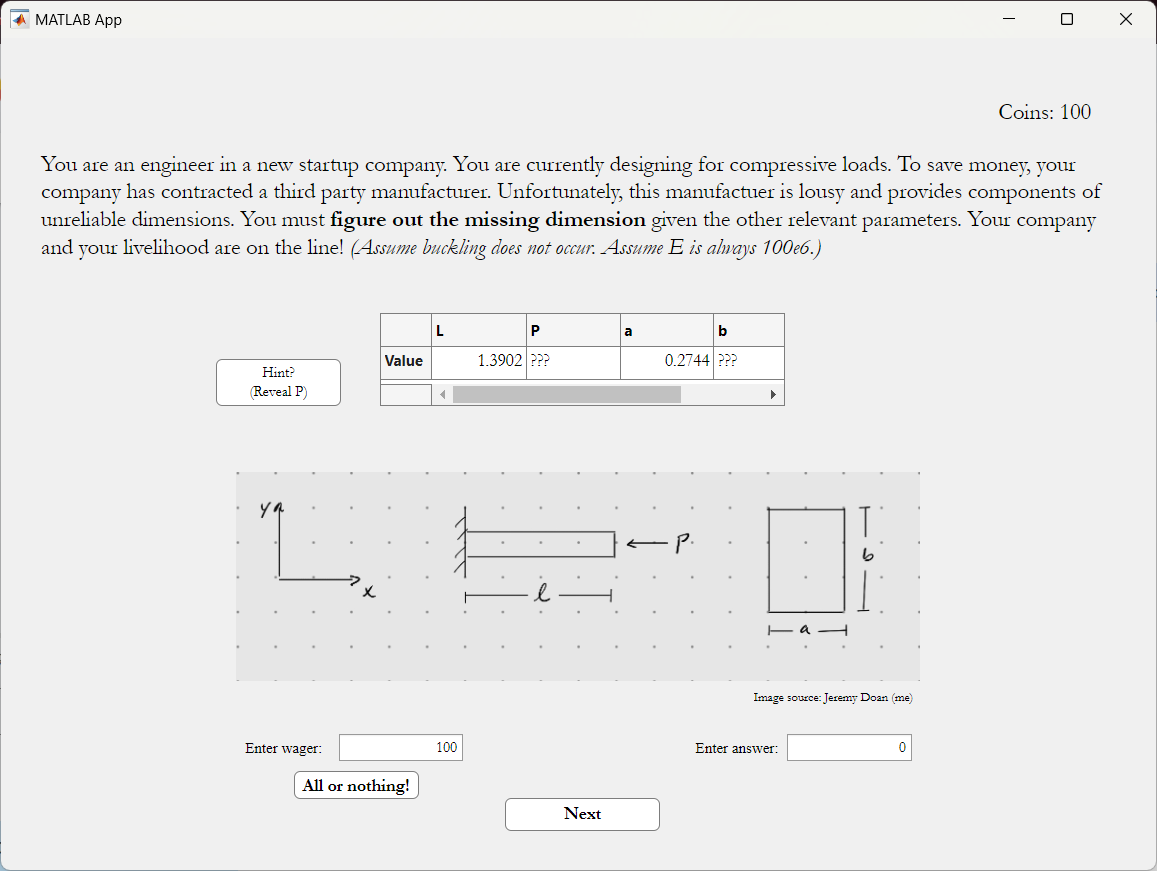 MATLAB App
Coins: 100
You are an engineer in a new startup company. You are currently designing for compressive loads. To save money, your
company has contracted a third party manufacturer. Unfortunately, this manufactuer is lousy and provides components of
unreliable dimensions. You must figure out the missing dimension given the other relevant parameters. Your company
and your livelihood are on the line! (Assume buckling does not occur. Assume E is always 100e6.)
L P a b
Value 1.3902 ??? 0.2744 ???
Hint?
(Reveal P)
y
x
P
l
b
a
Image source: Jeremy Doan (me)
Enter wager: 100
Enter answer: 0
All or nothing!
Next